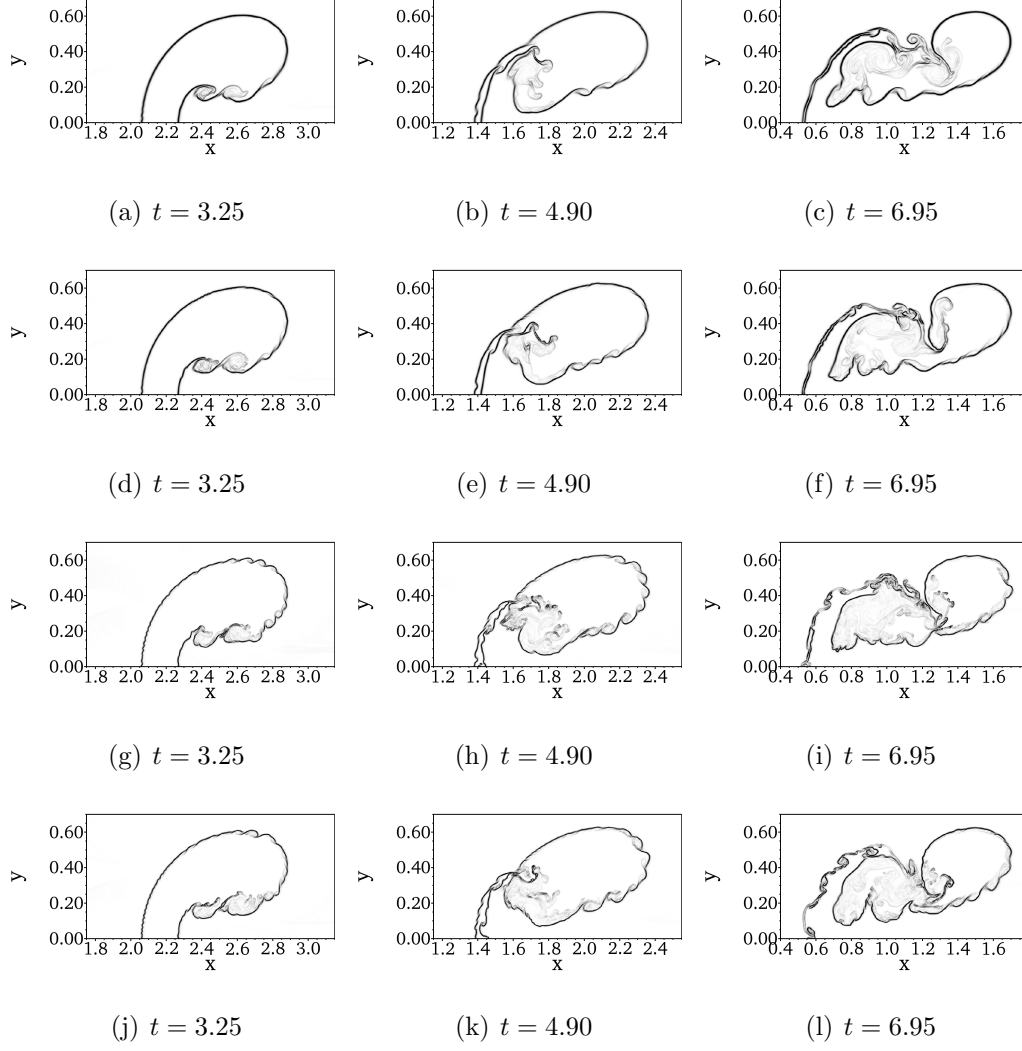 0.60 0.60 0.60
y 0.40 y 0.40 y 0.40
0.20 0.20 0.20
0.00 0.00 0.00
1.8 2.0 2.2 2.4 2.6 2.8 3.0 1.2 1.4 1.6 1.8 2.0 2.2 2.4 0.4 0.6 0.8 1.0 1.2 1.4 1.6
x x x
(a) t = 3.25 (b) t = 4.90 (c) t = 6.95
0.60 0.60 0.60
y 0.40 y 0.40 y 0.40
0.20 0.20 0.20
0.00 0.00 0.00
1.8 2.0 2.2 2.4 2.6 2.8 3.0 1.2 1.4 1.6 1.8 2.0 2.2 2.4 0.4 0.6 0.8 1.0 1.2 1.4 1.6
x x x
(d) t = 3.25 (e) t = 4.90 (f) t = 6.95
0.60 0.60 0.60
y 0.40 y 0.40 y 0.40
0.20 0.20 0.20
0.00 0.00 0.00
1.8 2.0 2.2 2.4 2.6 2.8 3.0 1.2 1.4 1.6 1.8 2.0 2.2 2.4 0.4 0.6 0.8 1.0 1.2 1.4 1.6
x x x
(g) t = 3.25 (h) t = 4.90 (i) t = 6.95
0.60 0.60 0.60
y 0.40 y 0.40 y 0.40
0.20 0.20 0.20
0.00 0.00 0.00
1.8 2.0 2.2 2.4 2.6 2.8 3.0 1.2 1.4 1.6 1.8 2.0 2.2 2.4 0.4 0.6 0.8 1.0 1.2 1.4 1.6
x x x
(j) t = 3.25 (k) t = 4.90 (l) t = 6.95